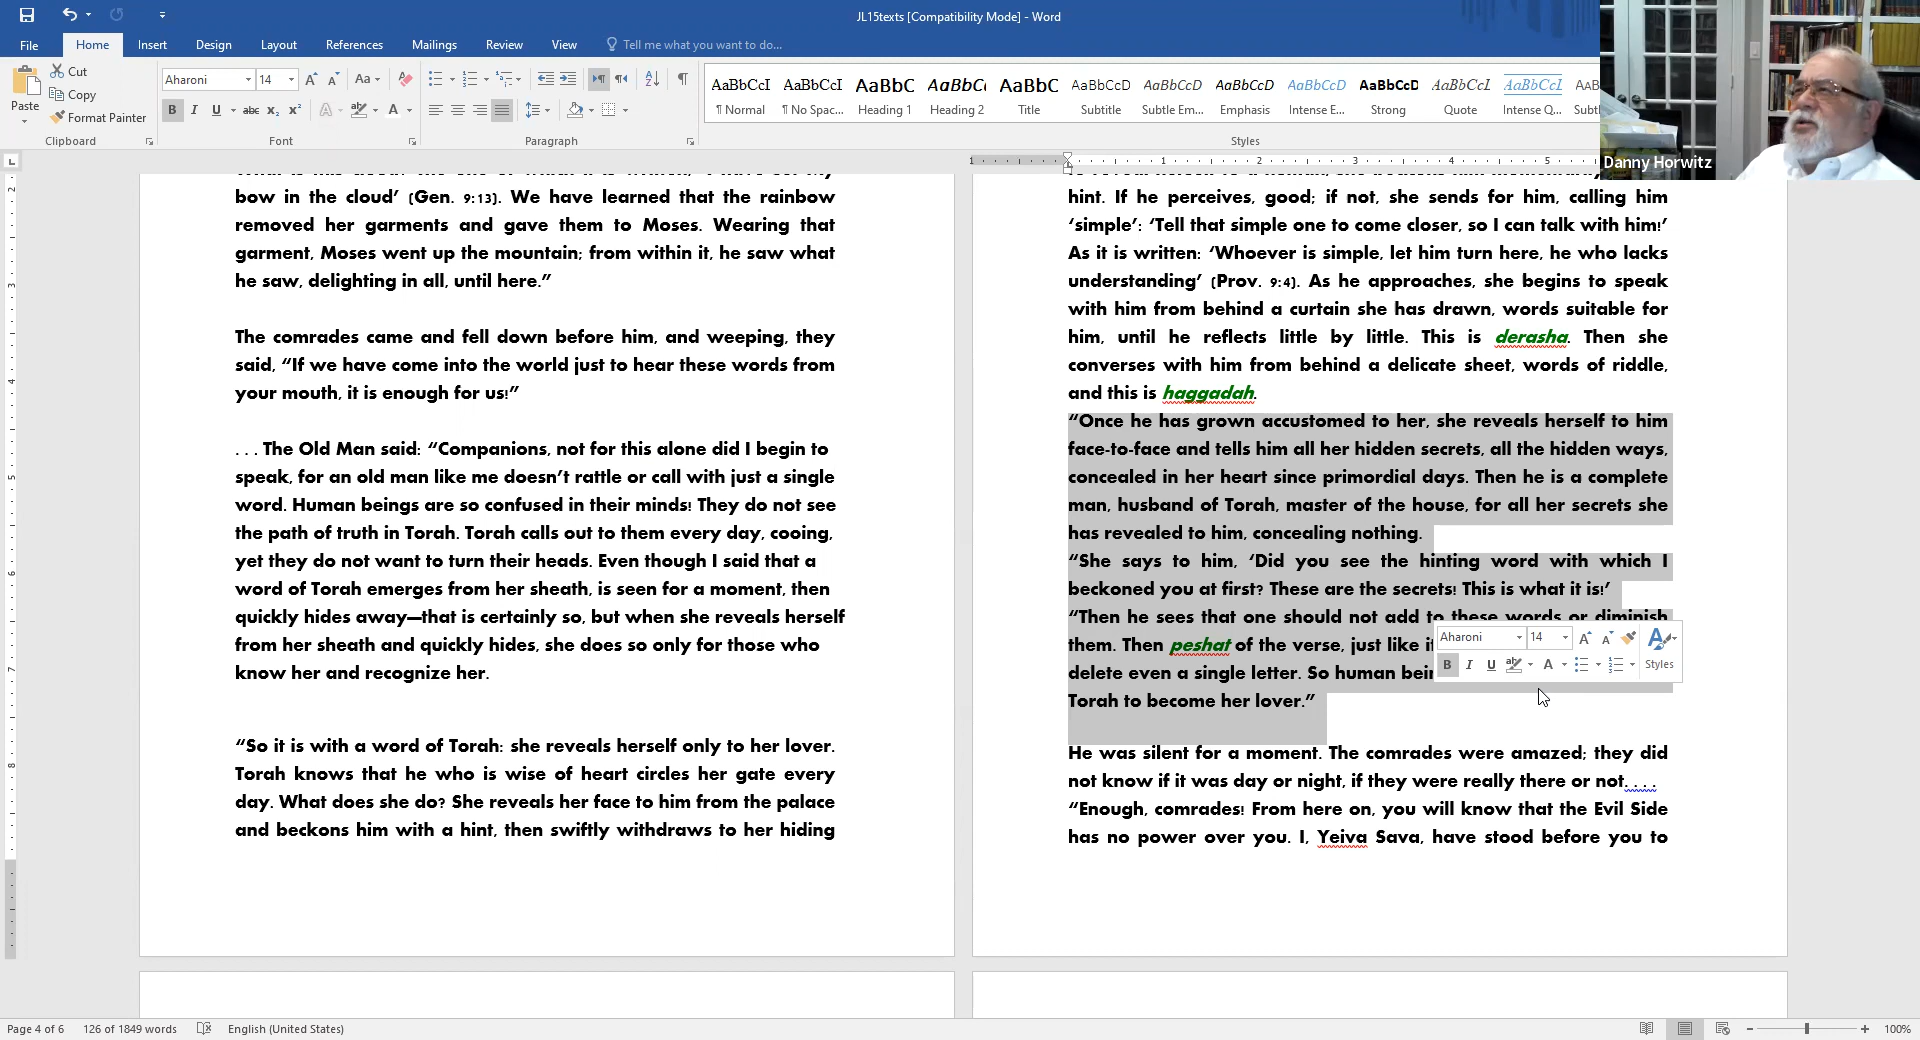 JL15texts [Compatibility Mode] - Word
File Home Insert Design Layout References Mailings Review View Tell me what you want to do...
Paste
Cut
Copy
Format Painter
Clipboard
Aharoni 14
Font
Paragraph
AaBbCcI AaBbCcI AaBbC AaBbC AaBbC AaBbCcD AaBbCcD AaBbCcD AaBbCcD AaBbCcD AaBbCcI AaBbCcI AABB
¶ Normal ¶ No Spac... Heading 1 Heading 2 Title Subtitle Subtle Em... Emphasis Intense E... Strong Quote Intense Q... Subtl
Styles
Danny Horwitz
bow in the cloud’ (Gen. 9:13). We have learned that the rainbow
removed her garments and gave them to Moses. Wearing that
garment, Moses went up the mountain; from within it, he saw what
he saw, delighting in all, until here.”
The comrades came and fell down before him, and weeping, they
said, “If we have come into the world just to hear these words from
your mouth, it is enough for us!”
. . . The Old Man said: “Companions, not for this alone did I begin to
speak, for an old man like me doesn’t rattle or call with just a single
word. Human beings are so confused in their minds! They do not see
the path of truth in Torah. Torah calls out to them every day, cooing,
yet they do not want to turn their heads. Even though I said that a
word of Torah emerges from her sheath, is seen for a moment, then
quickly hides away—that is certainly so, but when she reveals herself
from her sheath and quickly hides, she does so only for those who
know her and recognize her.
“So it is with a word of Torah: she reveals herself only to her lover.
Torah knows that he who is wise of heart circles her gate every
day. What does she do? She reveals her face to him from the palace
and beckons him with a hint, then swiftly withdraws to her hiding
hint. If he perceives, good; if not, she sends for him, calling him
‘simple’: ‘Tell that simple one to come closer, so I can talk with him!’
As it is written: ‘Whoever is simple, let him turn here, he who lacks
understanding’ (Prov. 9:4). As he approaches, she begins to speak
with him from behind a curtain she has drawn, words suitable for
him, until he reflects little by little. This is derasha. Then she
converses with him from behind a delicate sheet, words of riddle,
and this is haggadah.
“Once he has grown accustomed to her, she reveals herself to him
face-to-face and tells him all her hidden secrets, all the hidden ways,
concealed in her heart since primordial days. Then he is a complete
man, husband of Torah, master of the house, for all her secrets she
has revealed to him, concealing nothing.
“She says to him, ‘Did you see the hinting word with which I
beckoned you at first? These are the secrets! This is what it is!’
“Then he sees that one should not add to these words or diminish
them. Then peshat of the verse, just like
delete even a single letter. So human
Torah to become her lover.”
Aharoni 14
Styles
He was silent for a moment. The comrades were amazed; they did
not know if it was day or night, if they were really there or not. . . .
“Enough, comrades! From here on, you will know that the Evil Side
has no power over you. I, Yeiva Sava, have stood before you to
Page 4 of 6 126 of 1849 words English (United States) 100%